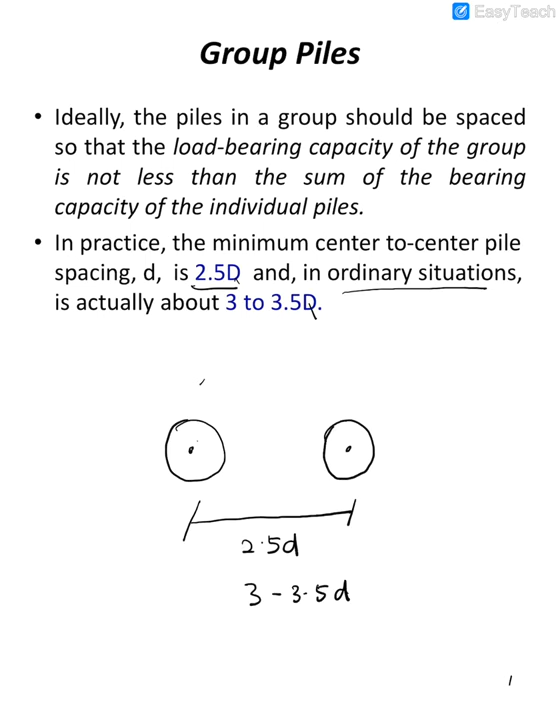 EasyTeach
Group Piles
• Ideally, the piles in a group should be spaced
so that the load-bearing capacity of the group
is not less than the sum of the bearing
capacity of the individual piles.
• In practice, the minimum center to-center pile
spacing, d, is 2.5D and, in ordinary situations,
is actually about 3 to 3.5D.
2.5d
3 - 3.5d
1